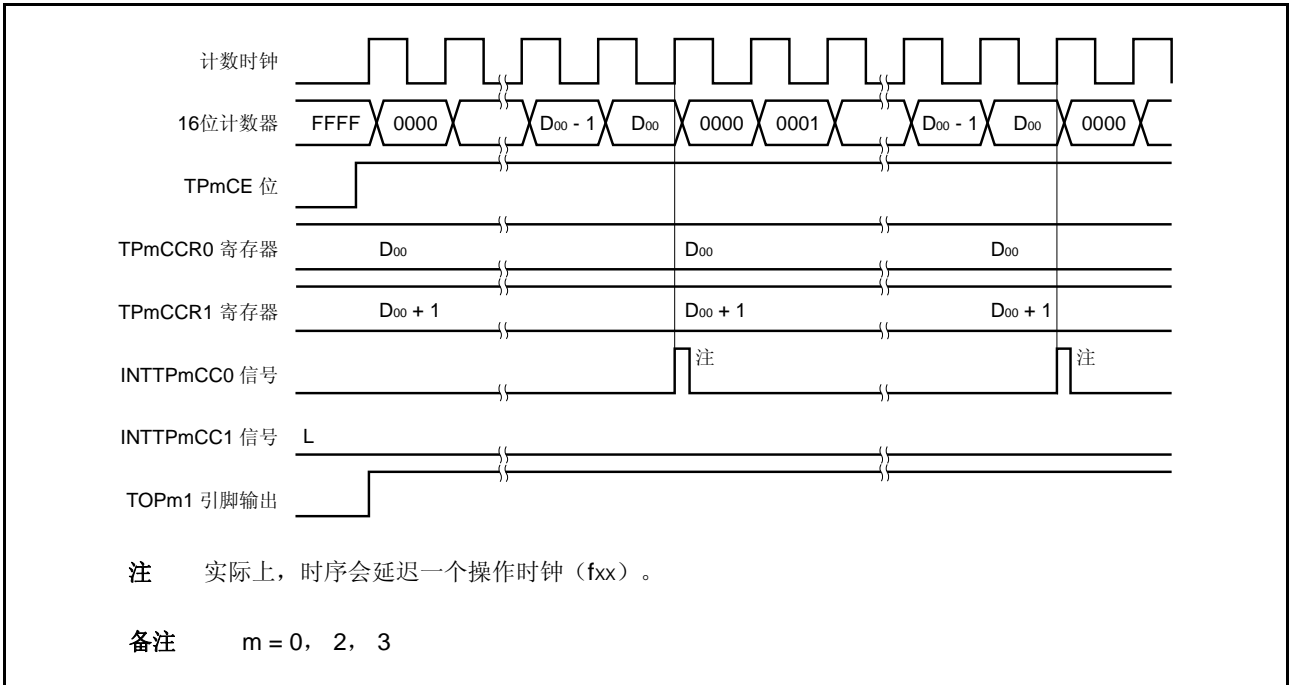 计数时钟
16位计数器 FFFF 0000 D00 - 1 D00 0000 0001 D00 - 1 D00 0000
TPmCE 位
TPmCCR0 寄存器 D00 D00 D00
TPmCCR1 寄存器 D00 + 1 D00 + 1 D00 + 1
INTTPmCC0 信号 注 注
INTTPmCC1 信号 L
TOPm1 引脚输出
注 实际上，时序会延迟一个操作时钟（fxx）。
备注 m = 0， 2， 3